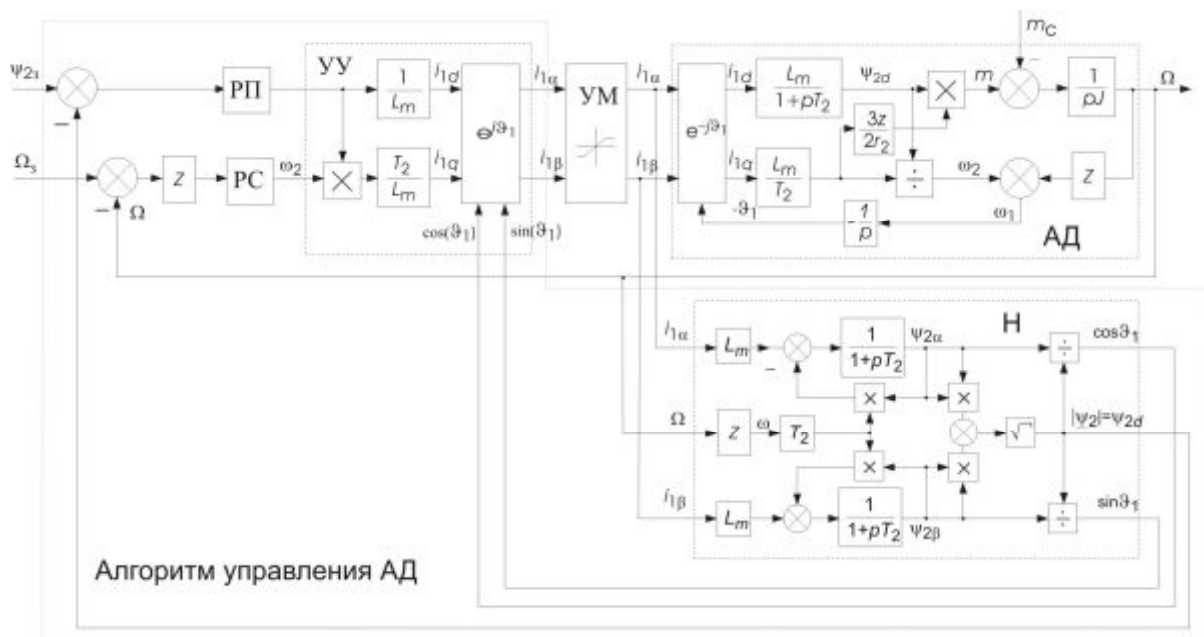 m_C
Ψ_2з
РП
УУ
1/L_m
i_1d
e^jϑ_1
i_1α
УМ
i_1α
i_1d
L_m/(1+pT_2)
Ψ_2d
×
m
–
1/pJ
Ω
3z/2r_2
e^-jϑ_1
Ω_з
–
Z
РС
ω_2
×
T_2/L_m
i_1q
i_1β
i_1β
i_1q
L_m/T_2
÷
ω_2
Z
–
Ω
cos(ϑ_1)
sin(ϑ_1)
-ϑ_1
-1/p
ω_1
АД
Н
i_1α
L_m
–
1/(1+pT_2)
Ψ_2α
÷
cosϑ_1
×
×
Ω
Z
ω
T_2
√
|Ψ_2|=Ψ_2d
×
×
i_1β
L_m
1/(1+pT_2)
Ψ_2β
÷
sinϑ_1
Алгоритм управления АД